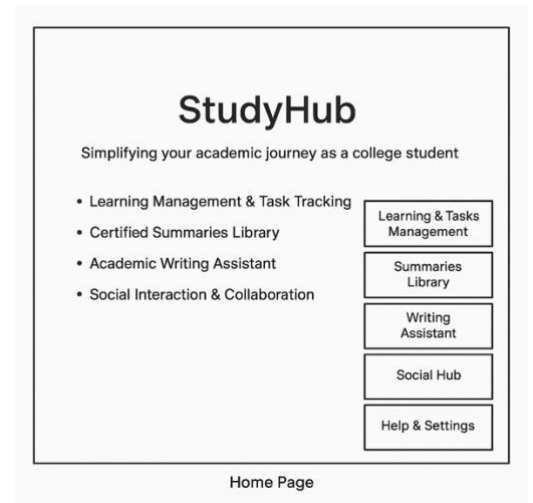 StudyHub
Simplifying your academic journey as a college student
• Learning Management & Task Tracking
• Certified Summaries Library
• Academic Writing Assistant
• Social Interaction & Collaboration
Learning & Tasks
Management
Summaries
Library
Writing
Assistant
Social Hub
Help & Settings
Home Page